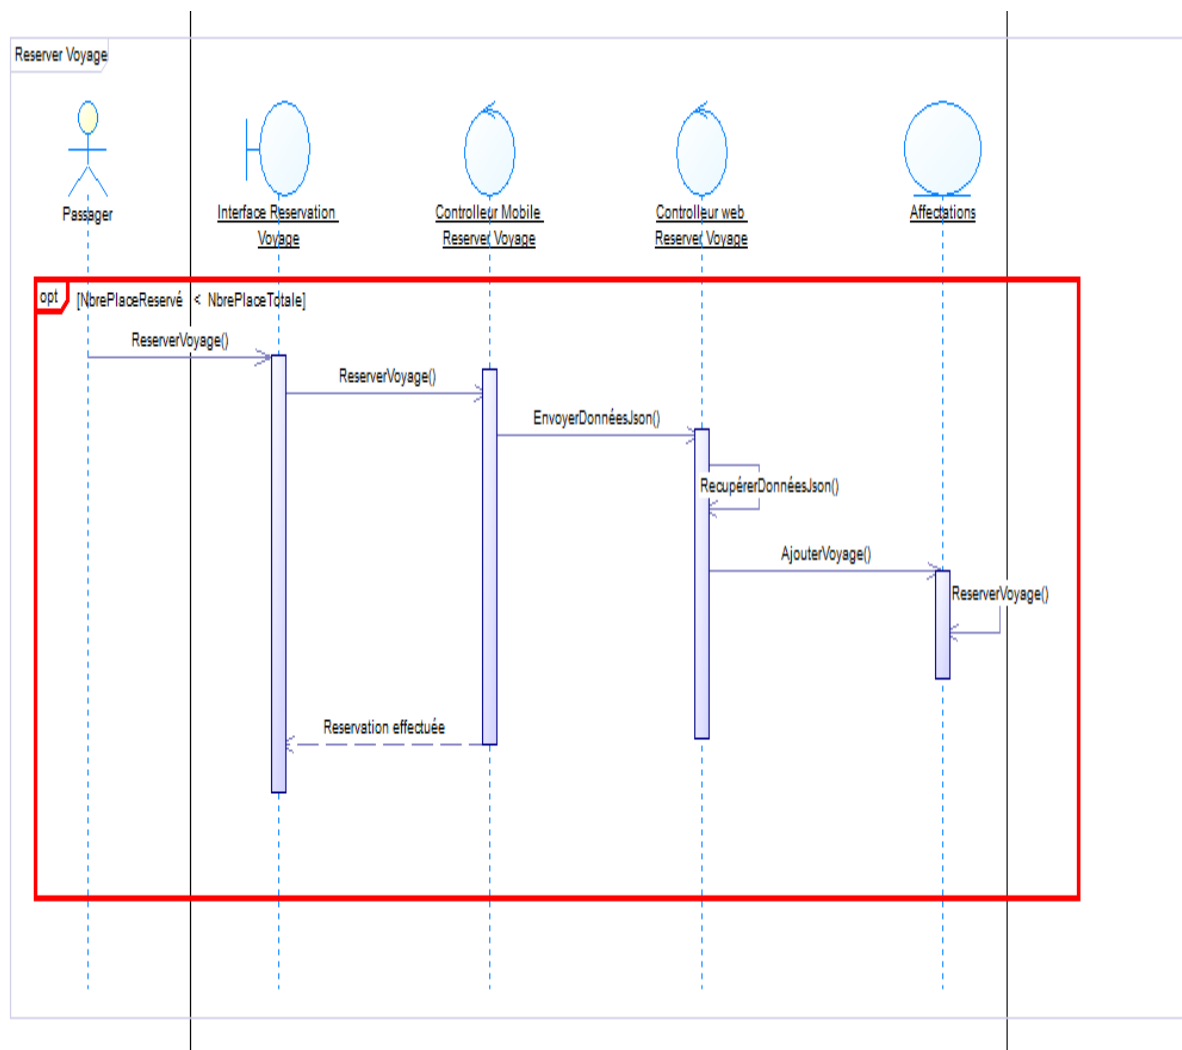 Reserver Voyage
Passager
Interface Reservation
Voyage
Controlleur Mobile
Reserver Voyage
Controlleur web
Reserver Voyage
Affectations
opt
[NbrePlaceReservé < NbrePlaceTotale]
ReserverVoyage()
ReserverVoyage()
EnvoyerDonnéesJson()
RecupérerDonnéesJson()
AjouterVoyage()
ReserverVoyage()
Reservation effectuée